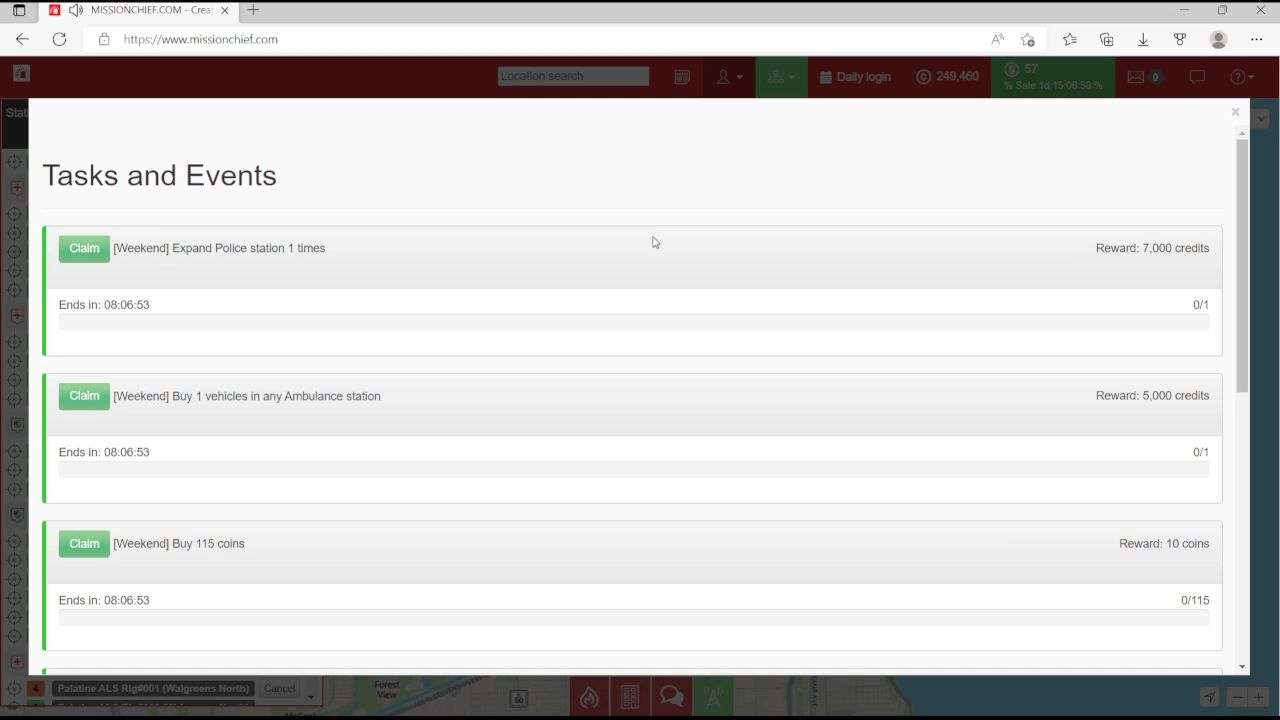 MISSIONCHIEF.COM - Crea
https://www.missionchief.com
Location search
Daily login
249,460
57
% Sale 1d 15:06:58 %
0
?
Stati
Tasks and Events
Claim [Weekend] Expand Police station 1 times Reward: 7,000 credits
Ends in: 08:06:53 0/1
Claim [Weekend] Buy 1 vehicles in any Ambulance station Reward: 5,000 credits
Ends in: 08:06:53 0/1
Claim [Weekend] Buy 115 coins Reward: 10 coins
Ends in: 08:06:53 0/115
4 Palatine ALS Rig#001 (Walgreens North) Cancel
Forest
View